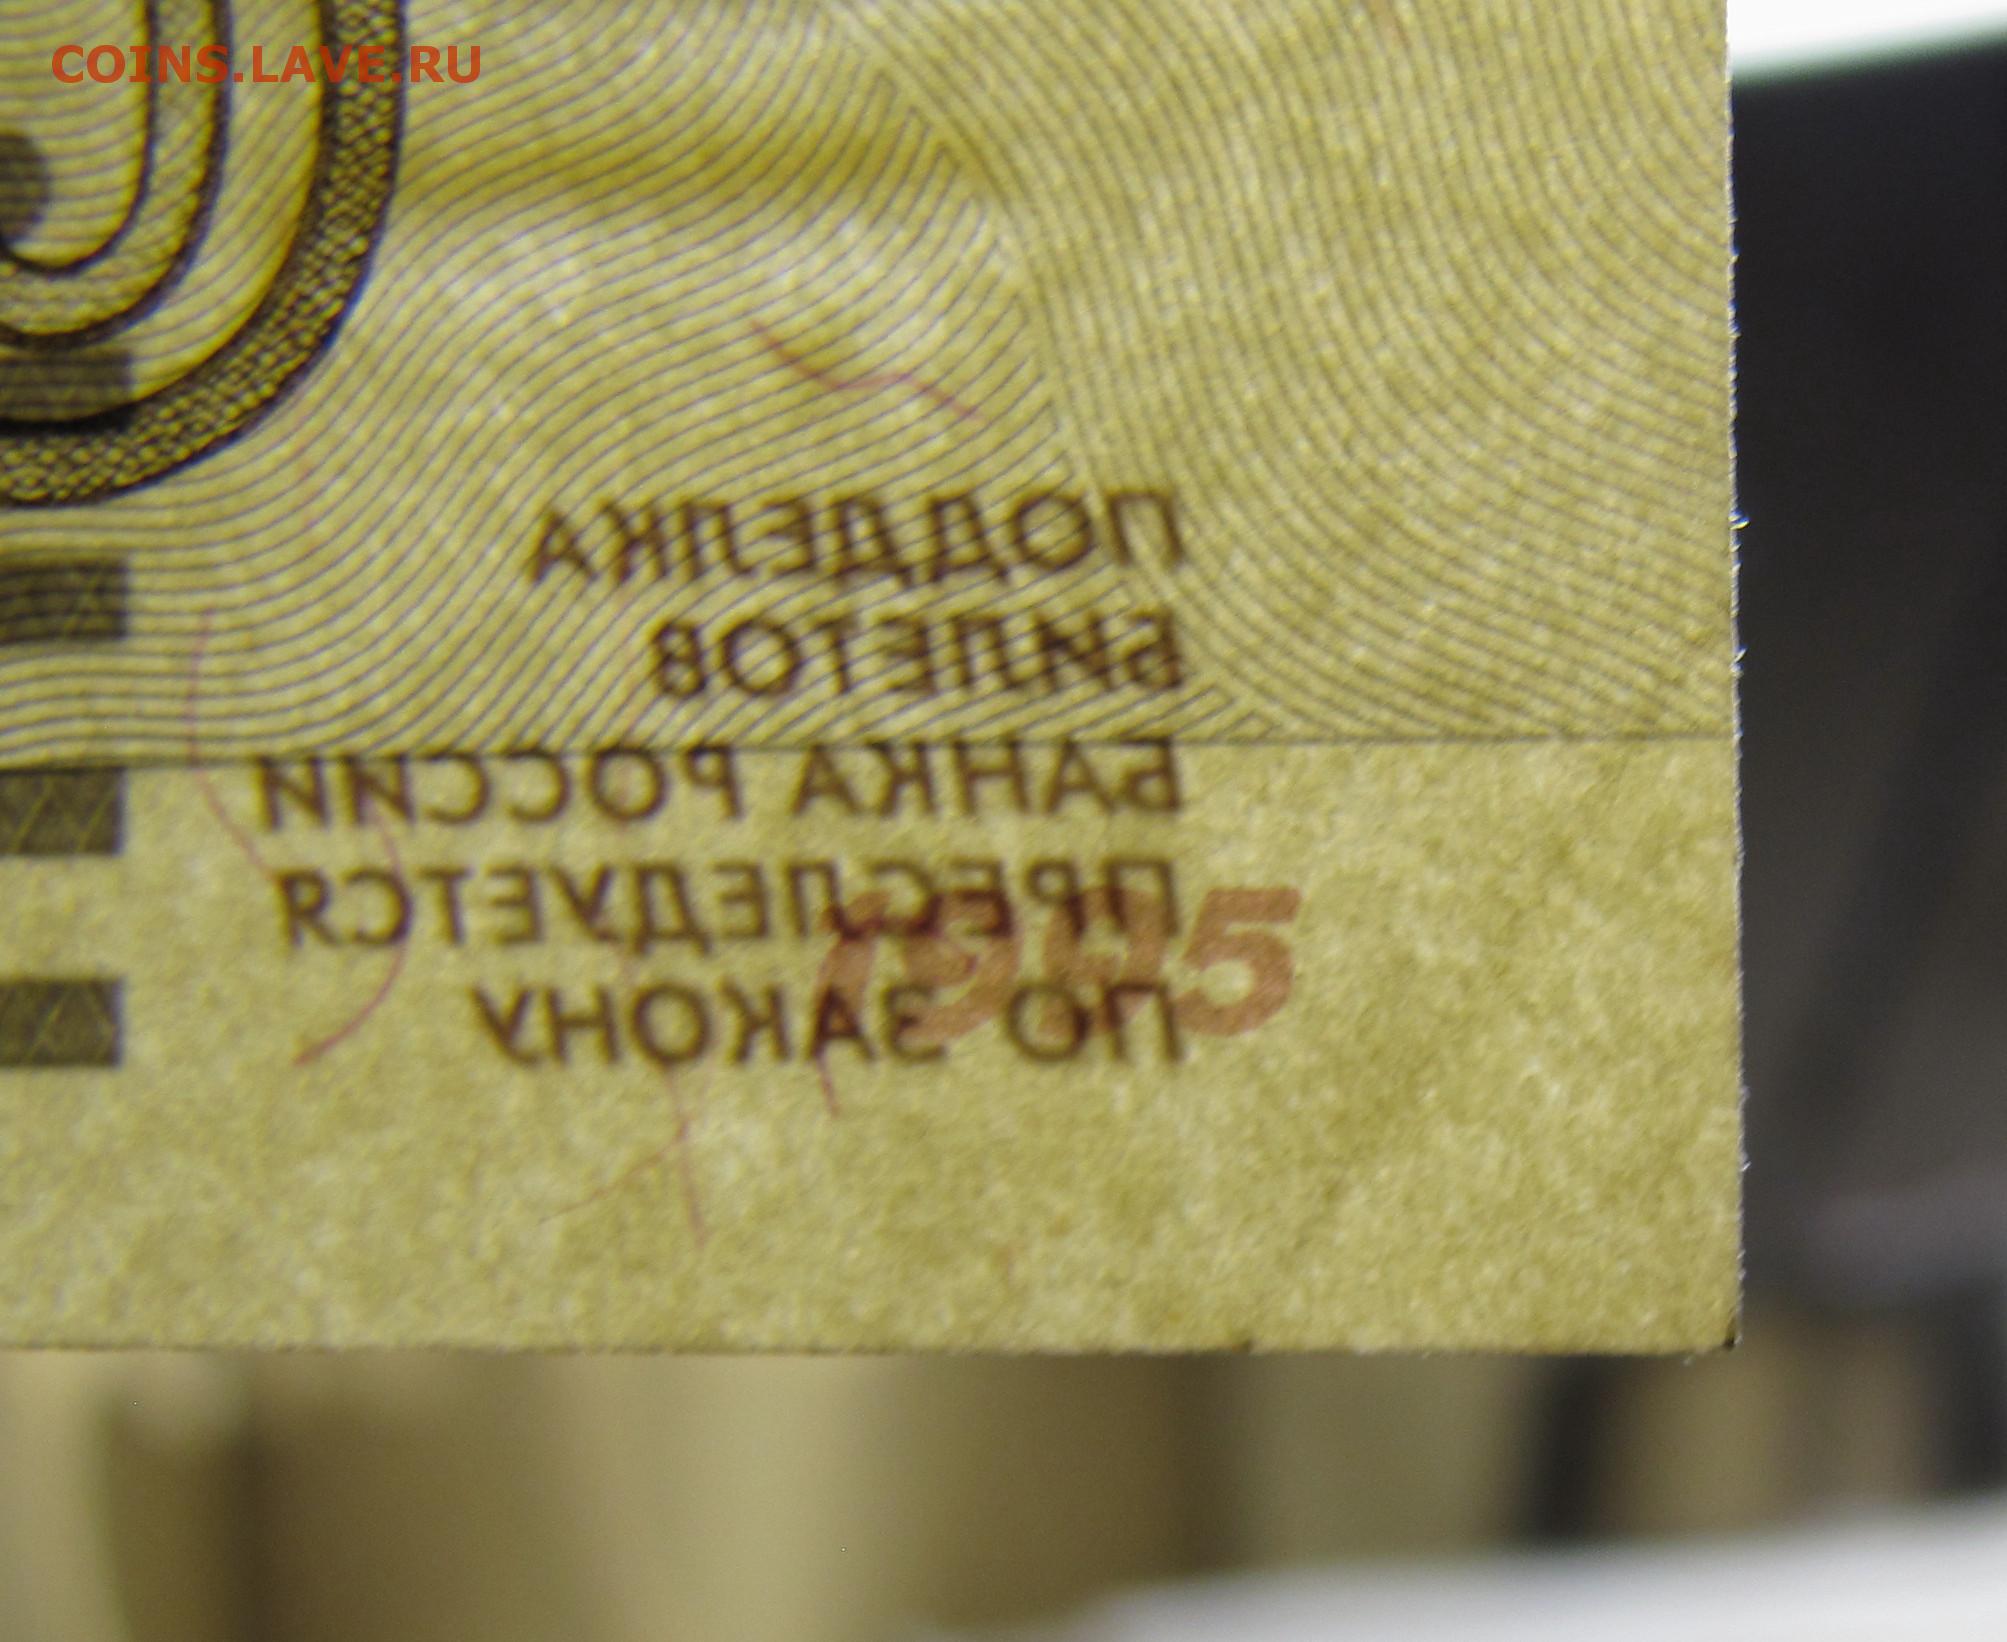 COINS.LAVE.RU
ПОДДЕЛКА
БИЛЕТОВ
БАНКА РОССИИ
ПРЕСЛЕДУЕТСЯ
ПО ЗАКОНУ